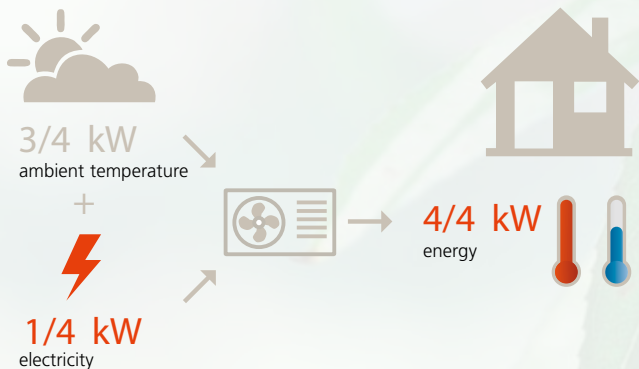 3/4 kW
ambient temperature
+
1/4 kW
electricity
4/4 kW
energy